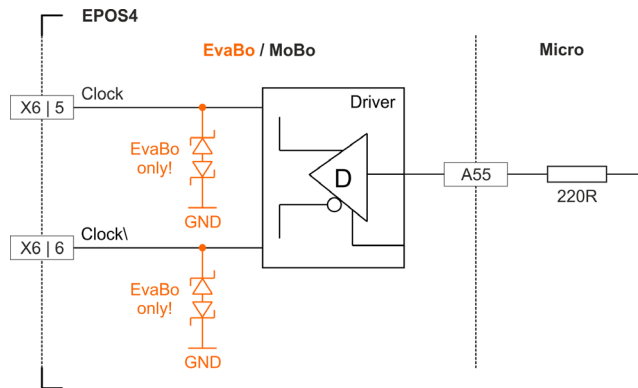 EPOS4
EvaBo / MoBo
Micro
X6 | 5
Clock
Driver
EvaBo
only!
D
A55
220R
GND
X6 | 6
Clock\
EvaBo
only!
GND